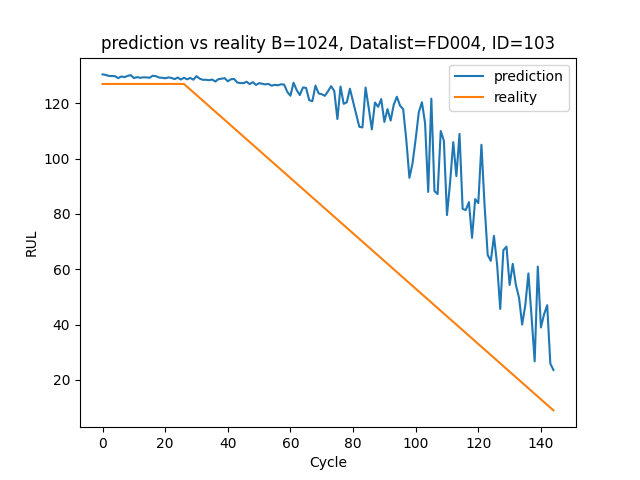 prediction vs reality B=1024, Datalist=FD004, ID=103
prediction
reality
RUL
120
100
80
60
40
20
0 20 40 60 80 100 120 140
Cycle